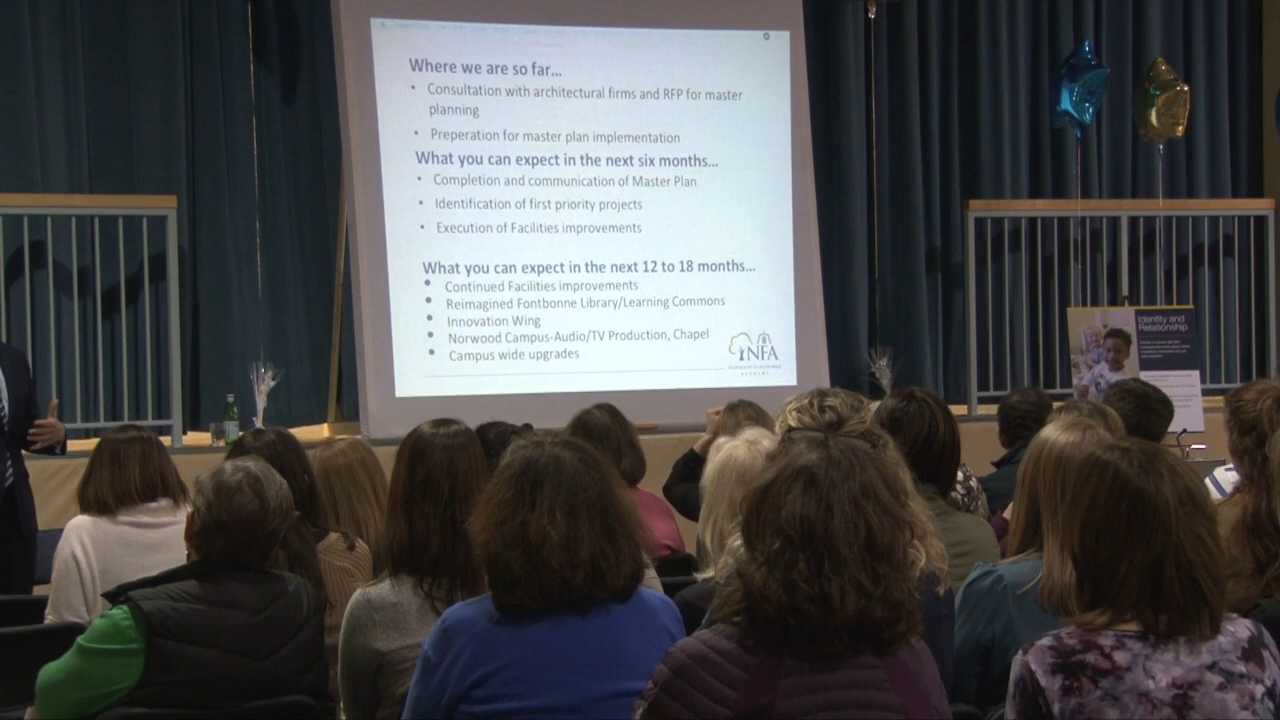 Where we are so far...
• Consultation with architectural firms and RFP for master
planning
• Preperation for master plan implementation
What you can expect in the next six months...
• Completion and communication of Master Plan
• Identification of first priority projects
• Execution of Facilities improvements
What you can expect in the next 12 to 18 months...
• Continued Facilities improvements
• Reimagined Fontbonne Library/Learning Commons
• Innovation Wing
• Norwood Campus-Audio/TV Production, Chapel
• Campus wide upgrades
NFA
ACADEMY
Identity and
Relationship